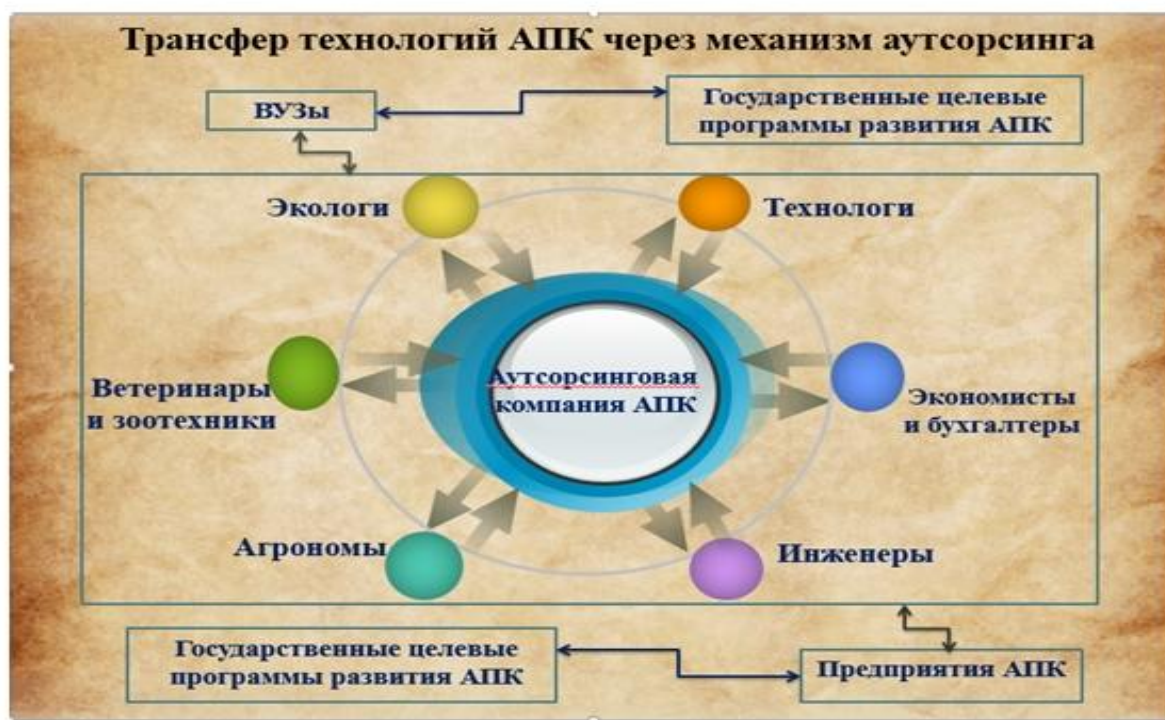 Трансфер технологий АПК через механизм аутсорсинга
ВУЗы
Государственные целевые
программы развития АПК
Экологи
Технологи
Ветеринары
и зоотехники
Аутсорсинговая
компания АПК
Экономисты
и бухгалтеры
Агрономы
Инженеры
Государственные целевые
программы развития АПК
Предприятия АПК